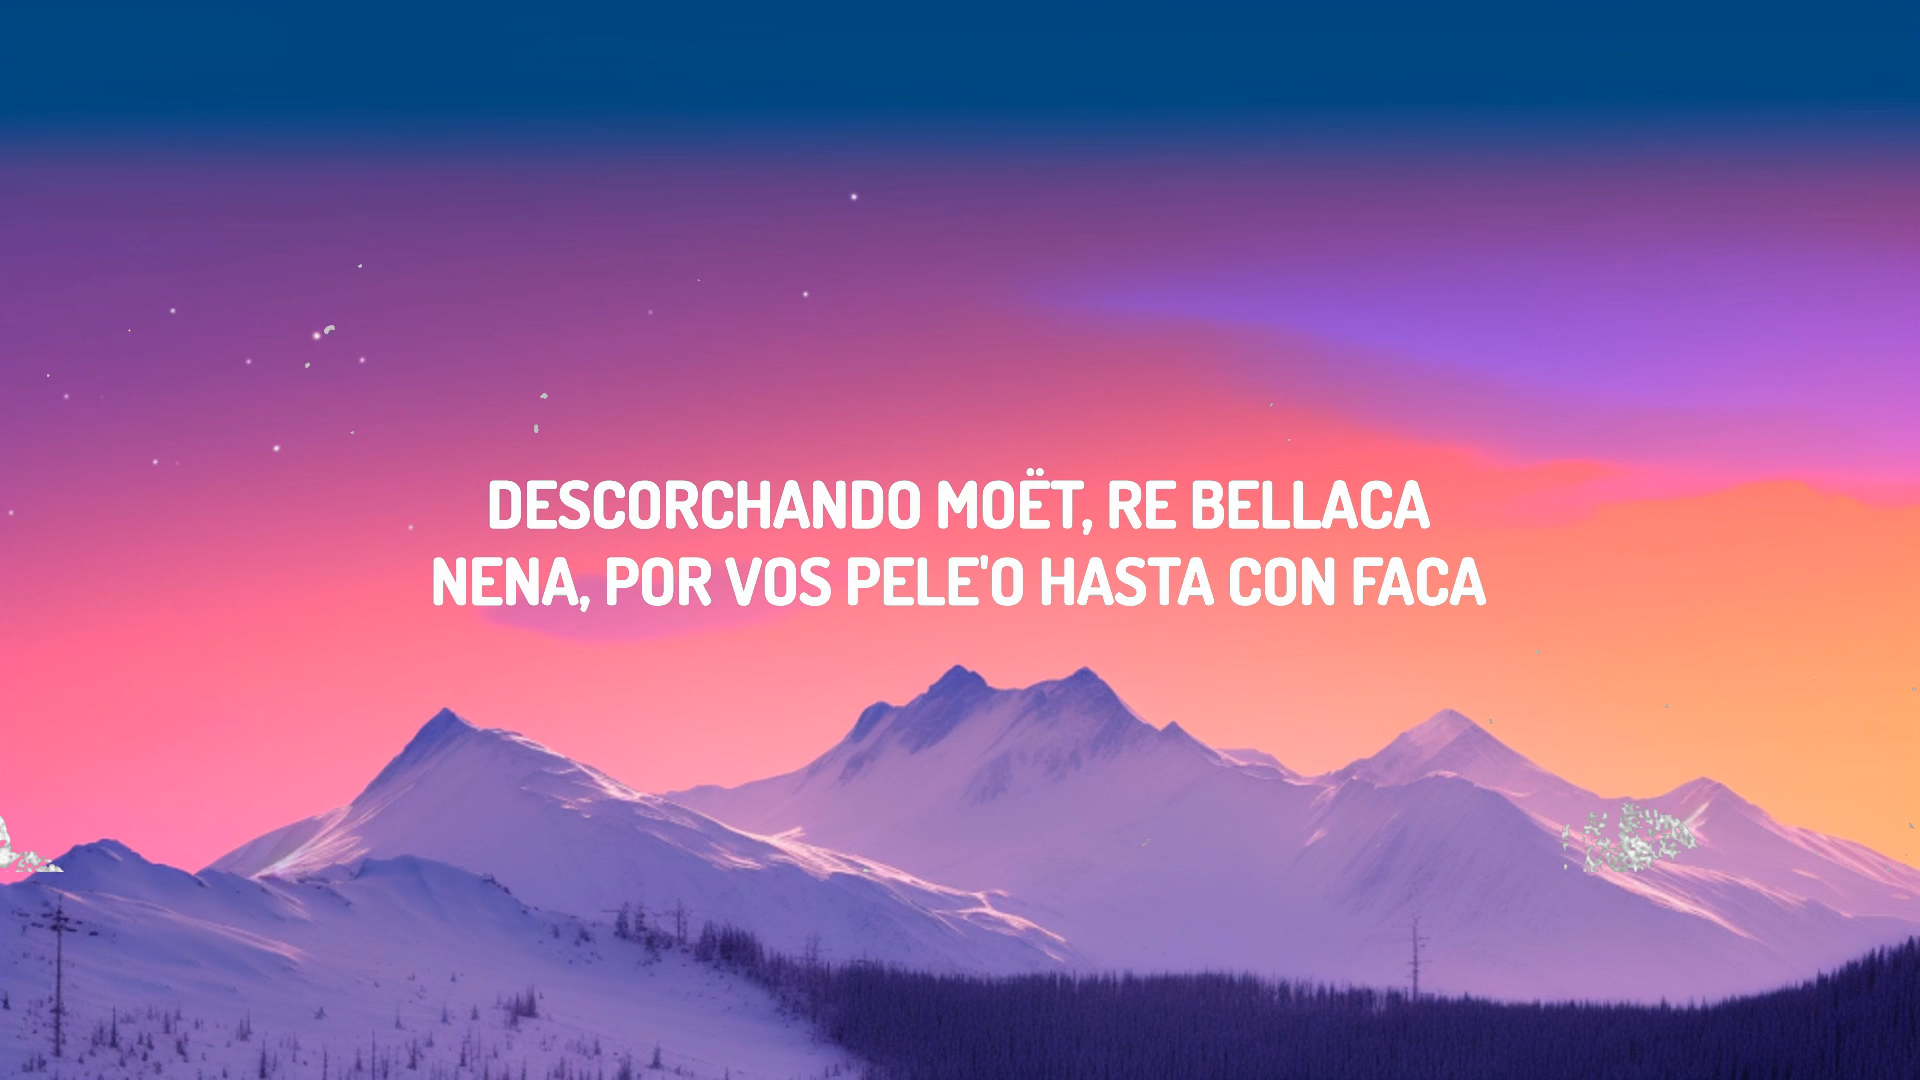 DESCORCHANDO MOËT, RE BELLACA
NENA, POR VOS PELE'O HASTA CON FACA